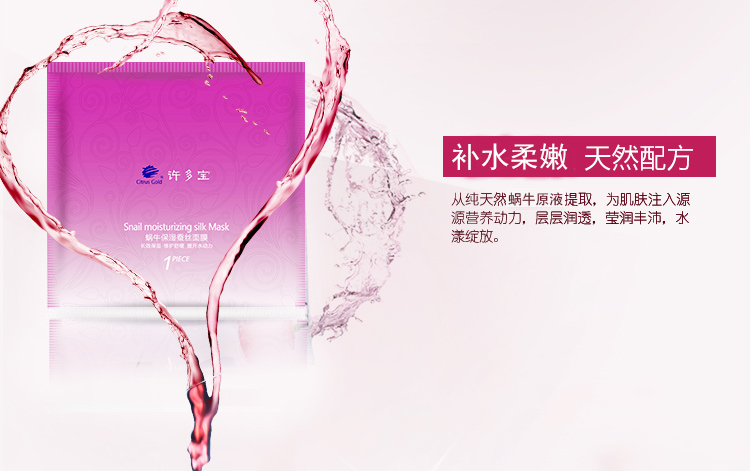 Citrus Gold
许多宝
Snail moisturizing silk Mask
蜗牛保湿蚕丝面膜
1 PIECE
补水柔嫩 天然配方
从纯天然蜗牛原液提取，为肌肤注入源
源营养动力，层层润透，莹润丰沛，水
漾绽放。